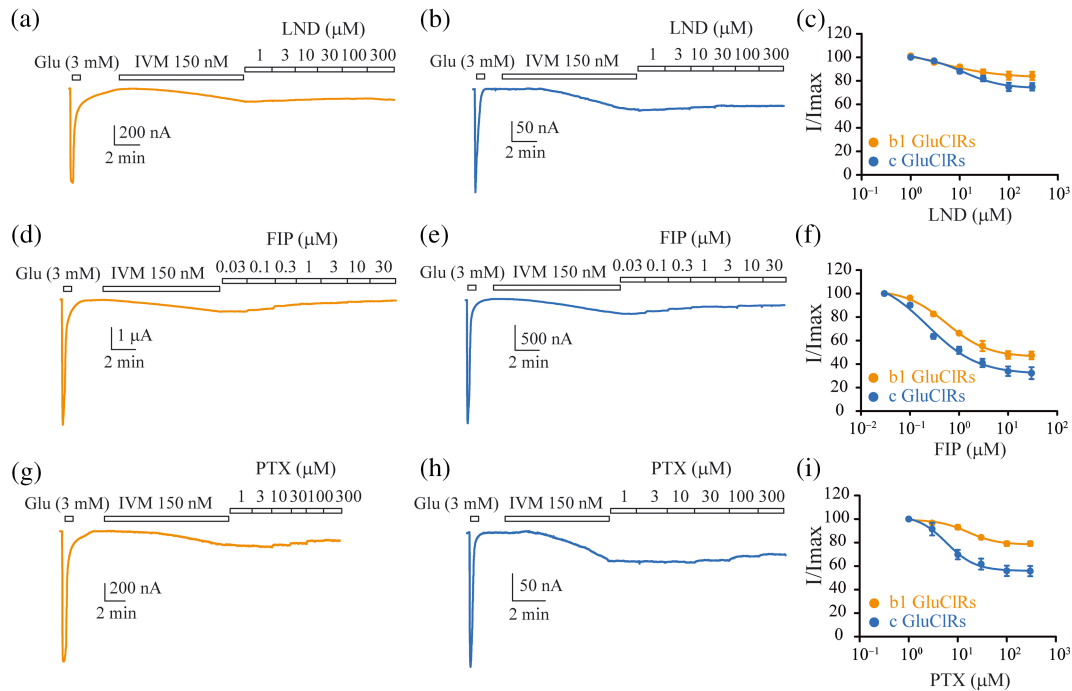 (a)
LND (μM)
Glu (3 mM)
IVM 150 nM
1 3 10 30 100 300
200 nA
2 min
(b)
LND (μM)
Glu (3 mM)
IVM 150 nM
1 3 10 30 100 300
50 nA
2 min
(c)
I/Imax
120
100
80
60
40
20
0
b1 GluClRs
c GluClRs
10⁻¹ 10⁰ 10¹ 10² 10³
LND (μM)
(d)
FIP (μM)
Glu (3 mM)
IVM 150 nM
0.03 0.1 0.3 1 3 10 30
1 μA
2 min
(e)
FIP (μM)
Glu (3 mM)
IVM 150 nM
0.03 0.1 0.3 1 3 10 30
500 nA
2 min
(f)
I/Imax
120
100
80
60
40
20
0
b1 GluClRs
c GluClRs
10⁻² 10⁻¹ 10⁰ 10¹ 10²
FIP (μM)
(g)
PTX (μM)
Glu (3 mM)
IVM 150 nM
1 3 10 30 100 300
200 nA
2 min
(h)
PTX (μM)
Glu (3 mM)
IVM 150 nM
1 3 10 30 100 300
50 nA
2 min
(i)
I/Imax
120
100
80
60
40
20
0
b1 GluClRs
c GluClRs
10⁻¹ 10⁰ 10¹ 10² 10³
PTX (μM)